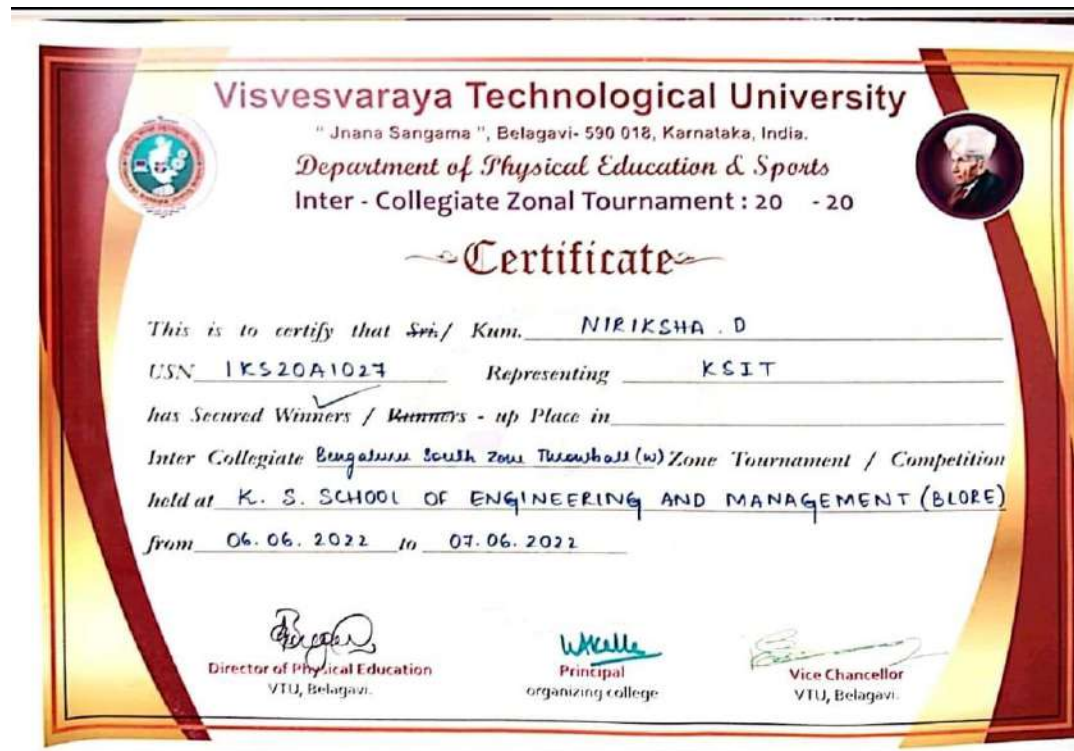 Visvesvaraya Technological University
" Jnana Sangama ", Belagavi- 590 018, Karnataka, India.
Department of Physical Education & Sports
Inter - Collegiate Zonal Tournament : 20 - 20
Certificate
This is to certify that Sri./ Kum. NIRIKSHA . D
USN 1KS20A1027 Representing KSIT
has Secured Winners / Runners - up Place in
Inter Collegiate Bengaluru South Zone Throwball (W) Zone Tournament / Competition
held at K. S. SCHOOL OF ENGINEERING AND MANAGEMENT (BLORE)
from 06.06.2022 to 07.06.2022
Director of Physical Education
VTU, Belagavi.
Principal
organizing college
Vice Chancellor
VTU, Belagavi.